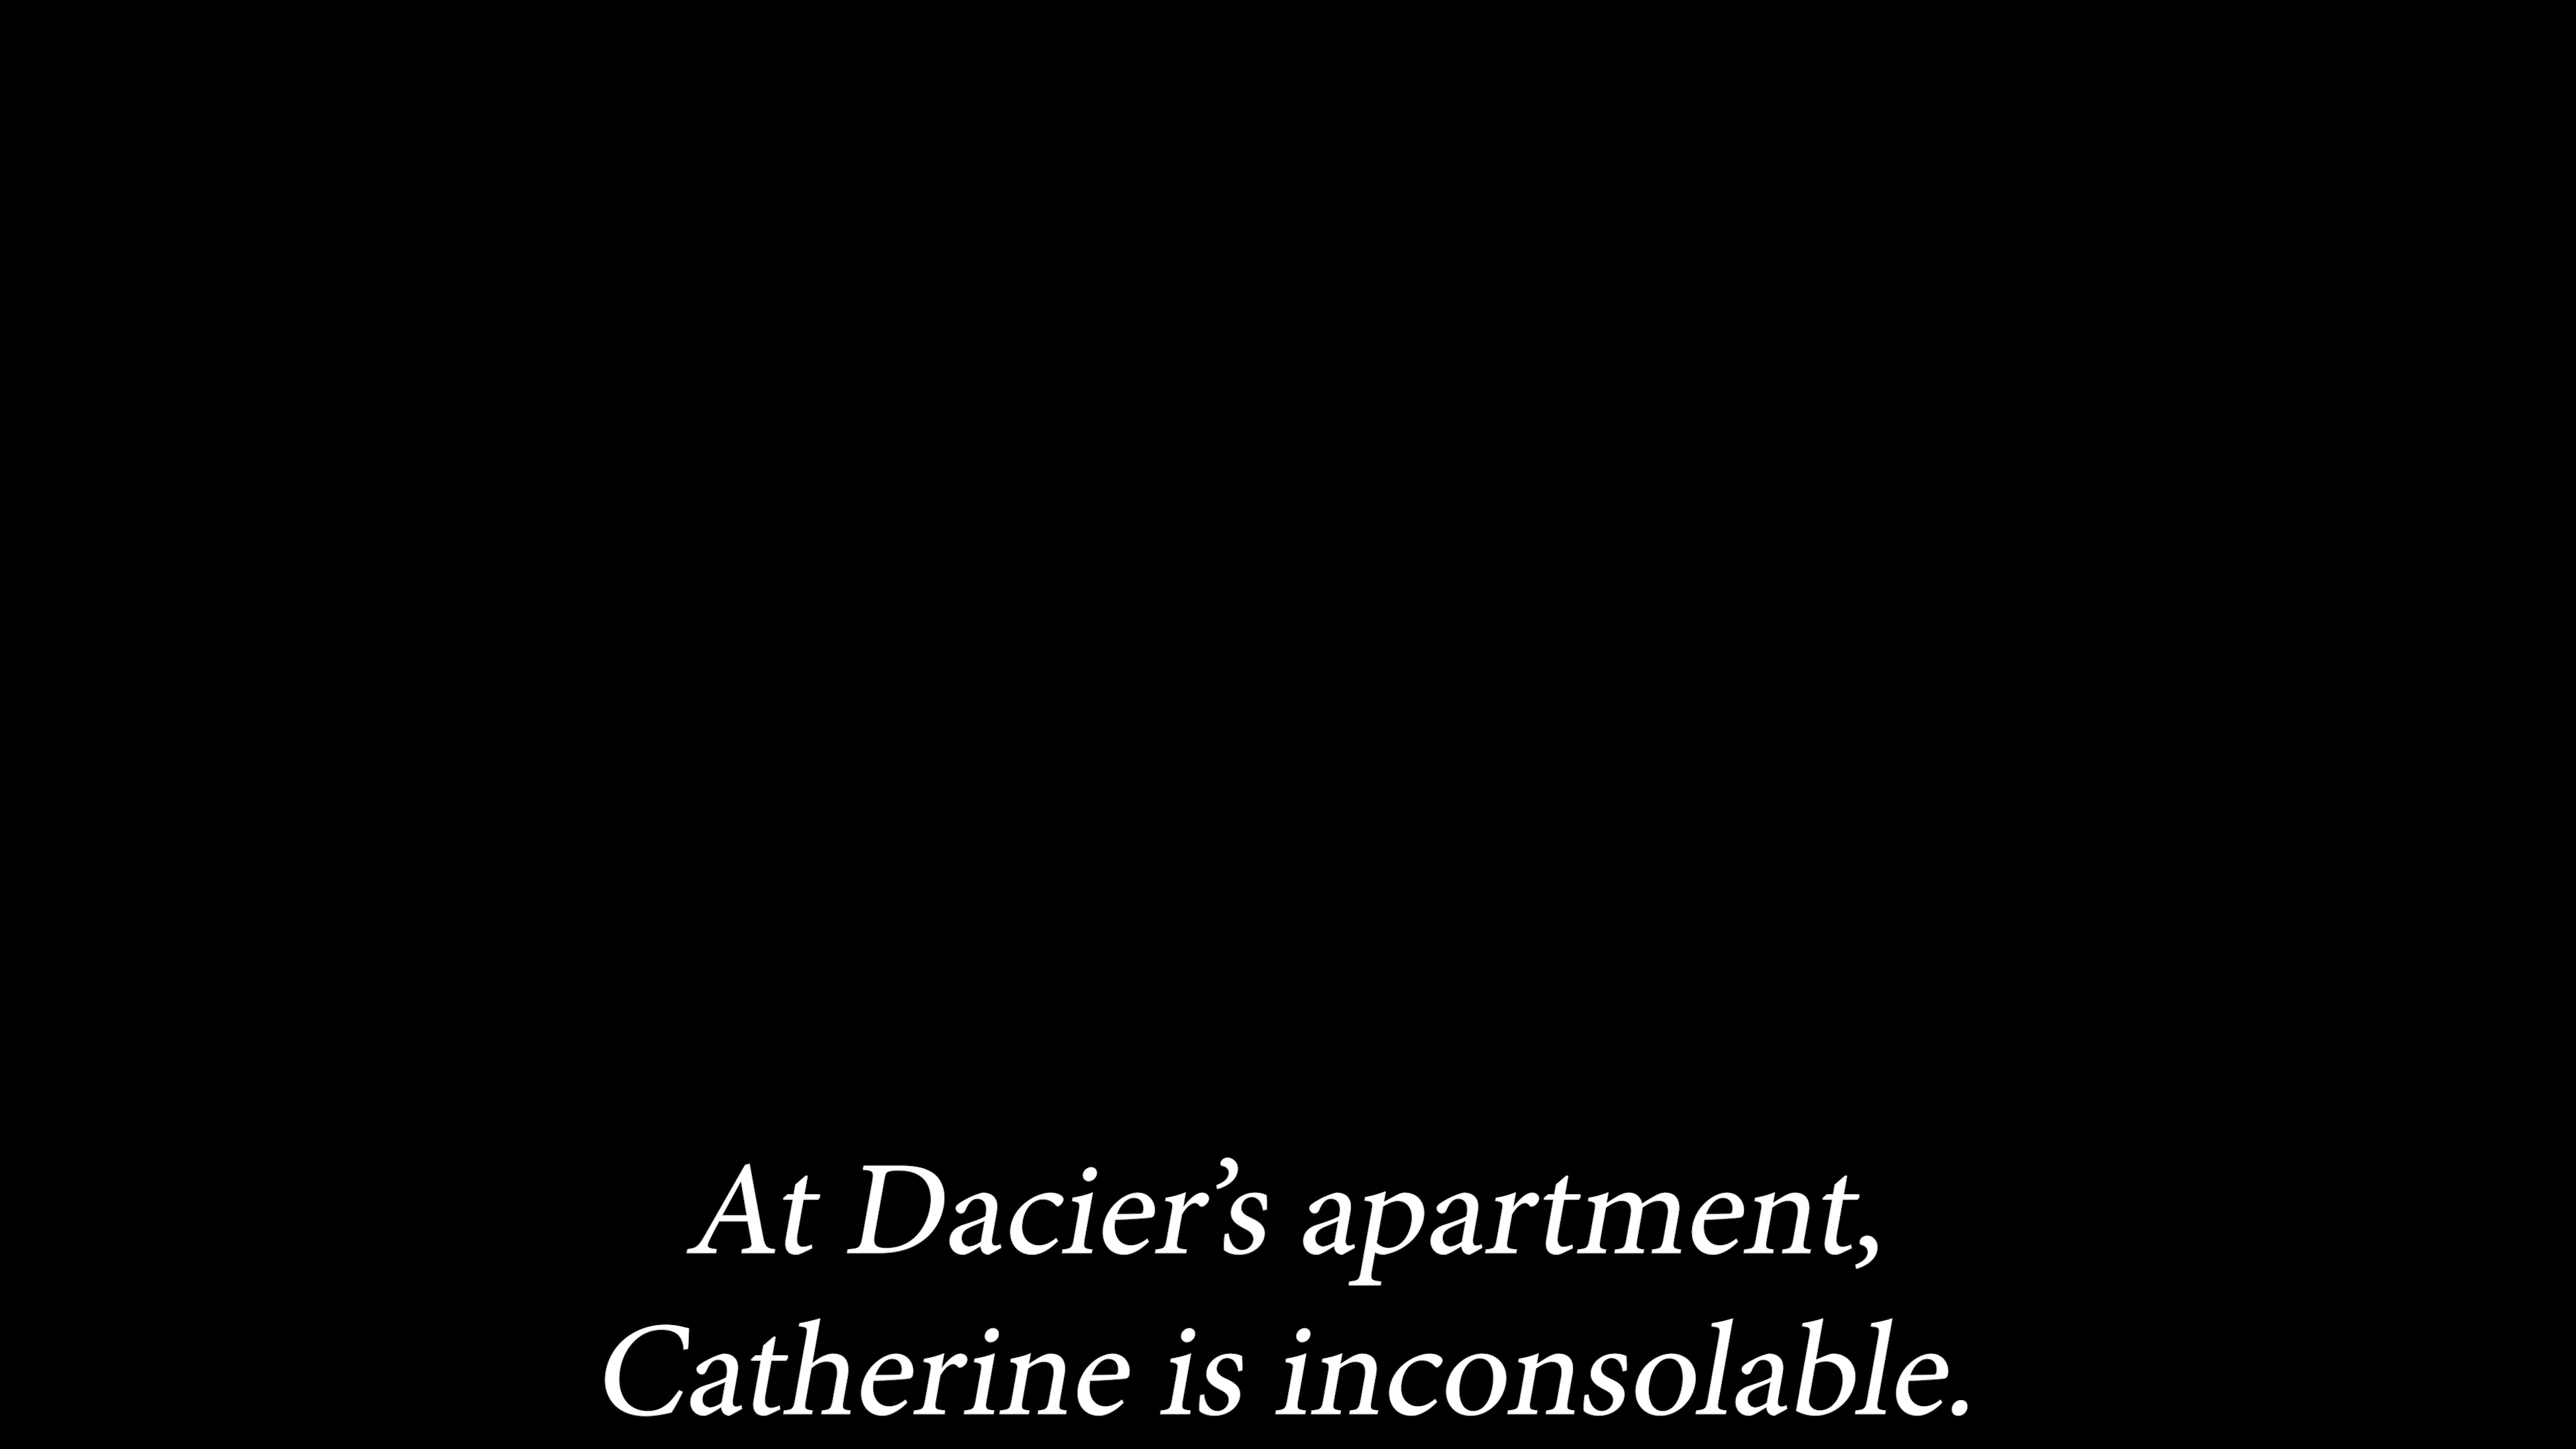 At Dacier’s apartment,
Catherine is inconsolable.